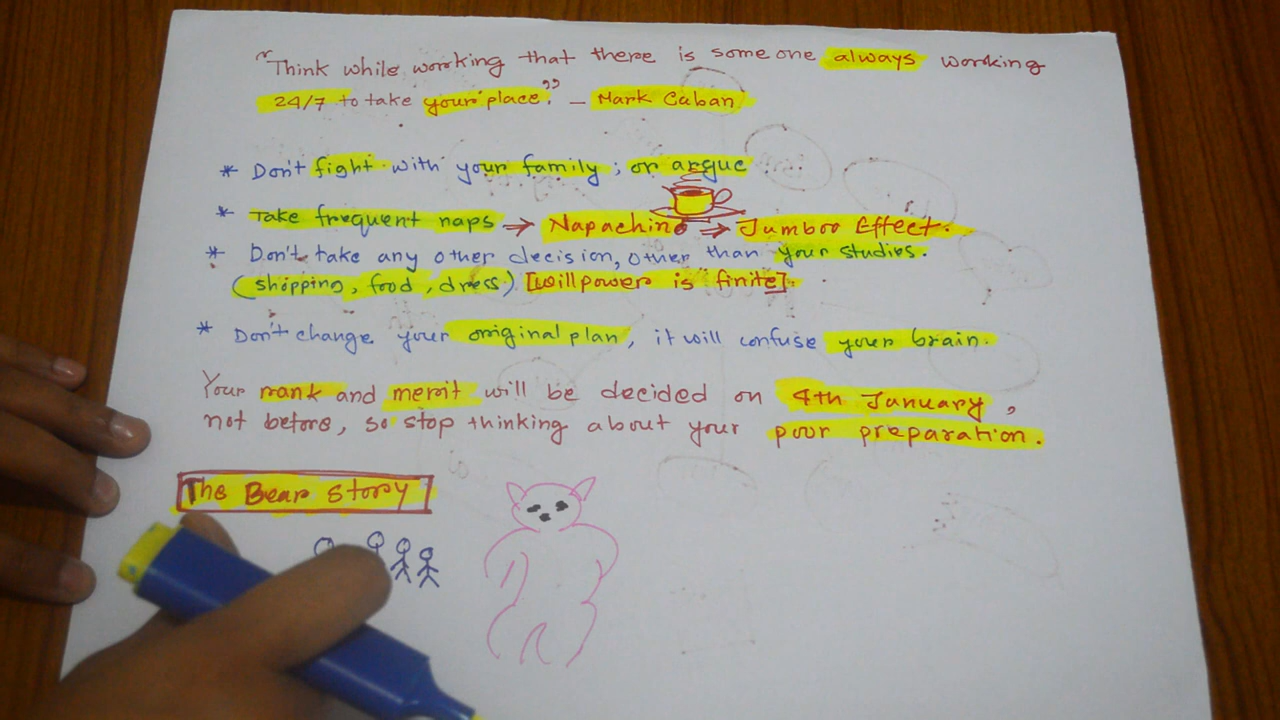 "Think while working that there is some one always working
24/7 to take your place." - Mark Cuban
* Don't fight with your family; or argue
* Take frequent naps → Napachino → Jumboo Effect.
* Don't take any other decision, other than your studies.
(shopping, food, dress) [willpower is finite].
* Don't change your original plan, it will confuse your brain.
Your rank and merit will be decided on 4th January,
not before, so stop thinking about your poor preparation.
The Bear Story